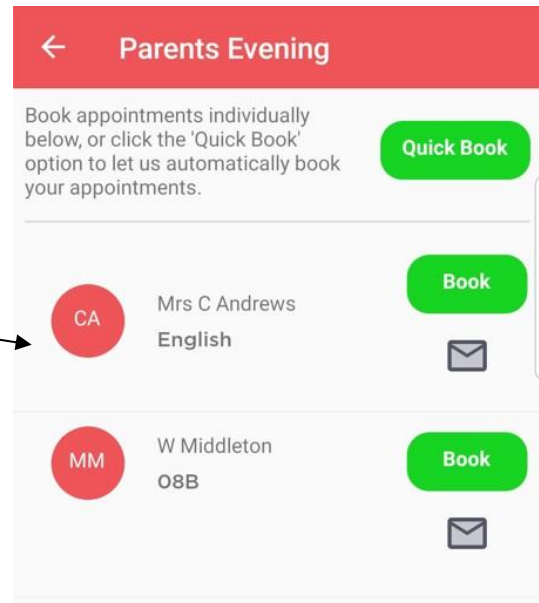 Parents Evening
Book appointments individually
below, or click the 'Quick Book'
option to let us automatically book
your appointments.
Quick Book
CA
Mrs C Andrews
English
Book
MM
W Middleton
O8B
Book